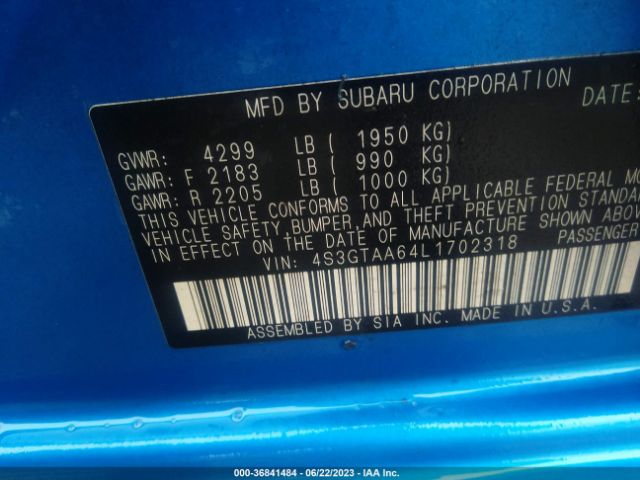 MFD BY SUBARU CORPORATION DATE:
GVWR: 4299 LB ( 1950 KG)
GAWR: F 2183 LB ( 990 KG)
GAWR: R 2205 LB ( 1000 KG)
THIS VEHICLE CONFORMS TO ALL APPLICABLE FEDERAL MO
VEHICLE SAFETY, BUMPER, AND THEFT PREVENTION STANDARD
IN EFFECT ON THE DATE OF MANUFACTURE SHOWN ABOV
VIN: 4S3GTAA64L1702318 PASSENGER
ASSEMBLED BY SIA INC. MADE IN U.S.A.
000-36841484 - 06/22/2023 - IAA Inc.